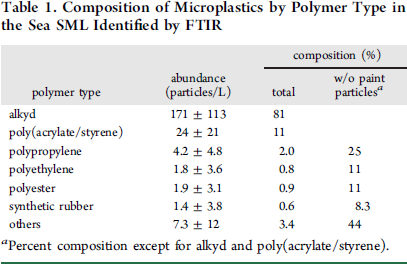 Table 1. Composition of Microplastics by Polymer Type in
the Sea SML Identified by FTIR
composition (%)
polymer type abundance (particles/L) total w/o paint particlesᵃ
alkyd 171 ± 113 81
poly(acrylate/styrene) 24 ± 21 11
polypropylene 4.2 ± 4.8 2.0 25
polyethylene 1.8 ± 3.6 0.8 11
polyester 1.9 ± 3.1 0.9 11
synthetic rubber 1.4 ± 3.8 0.6 8.3
others 7.3 ± 12 3.4 44
ᵃPercent composition except for alkyd and poly(acrylate/styrene).